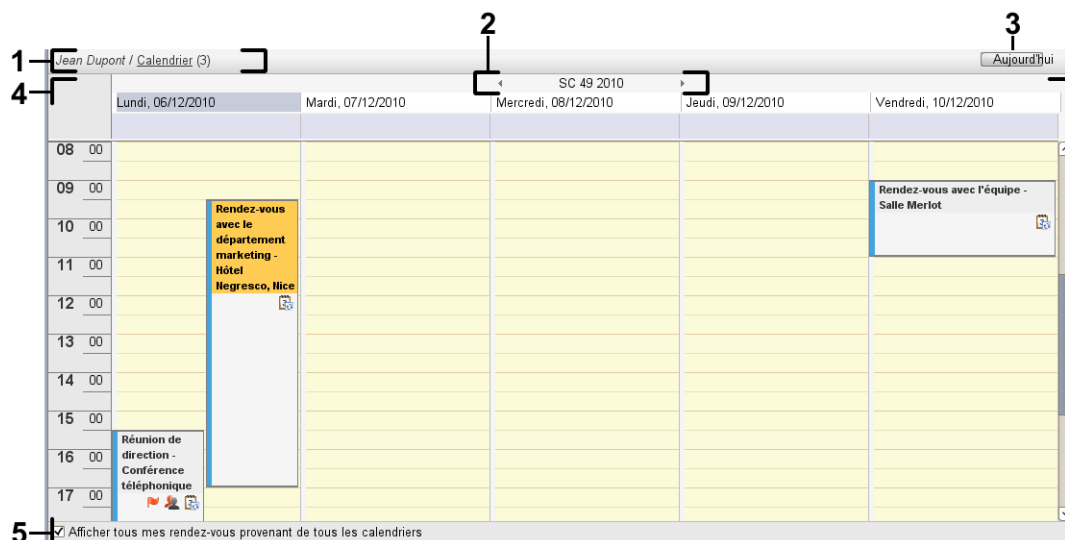 2
3
1
Jean Dupont / Calendrier (3)
Aujourd'hui
4
SC 49 2010
Lundi, 06/12/2010
Mardi, 07/12/2010
Mercredi, 08/12/2010
Jeudi, 09/12/2010
Vendredi, 10/12/2010
08 00
09 00
10 00
11 00
12 00
13 00
14 00
15 00
16 00
17 00
Rendez-vous
avec le
département
marketing -
Hôtel
Negresco, Nice
Réunion de
direction -
Conférence
téléphonique
Rendez-vous avec l'équipe -
Salle Merlot
5
Afficher tous mes rendez-vous provenant de tous les calendriers